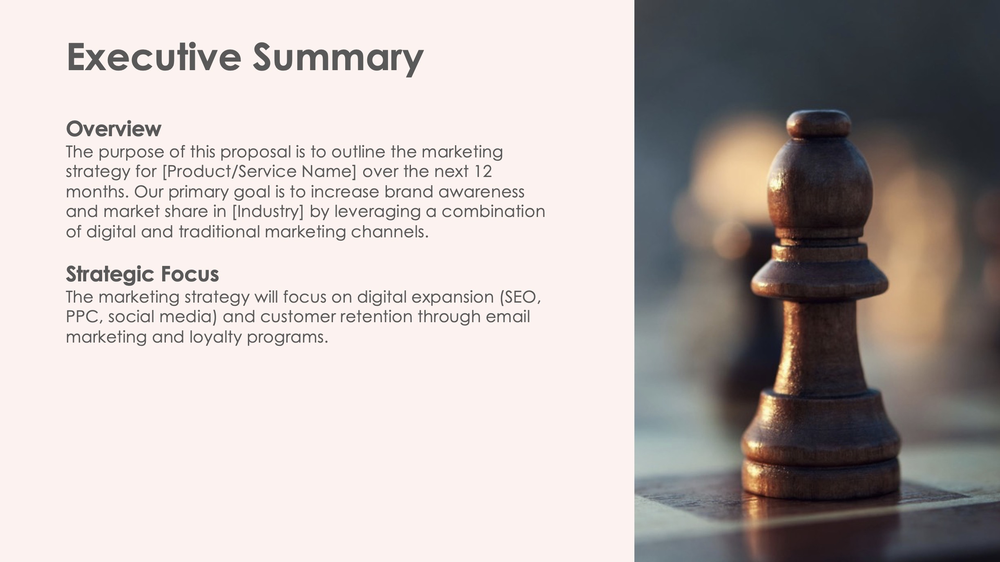 Executive Summary
Overview
The purpose of this proposal is to outline the marketing
strategy for [Product/Service Name] over the next 12
months. Our primary goal is to increase brand awareness
and market share in [Industry] by leveraging a combination
of digital and traditional marketing channels.
Strategic Focus
The marketing strategy will focus on digital expansion (SEO,
PPC, social media) and customer retention through email
marketing and loyalty programs.